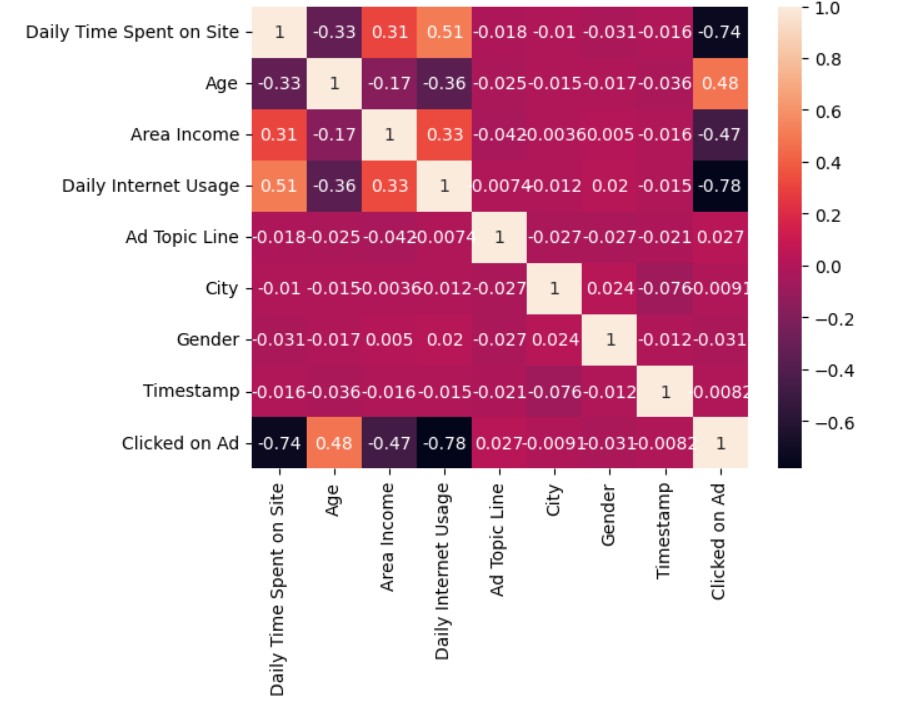 Daily Time Spent on Site 1 -0.33 0.31 0.51 -0.018 -0.01 -0.031 -0.016 -0.74 1.0
Age -0.33 1 -0.17 -0.36 -0.025 -0.015 -0.017 -0.036 0.48 0.8
Area Income 0.31 -0.17 1 0.33 -0.042 0.0036 0.005 -0.016 -0.47 0.6
Daily Internet Usage 0.51 -0.36 0.33 1 0.0074 -0.012 0.02 -0.015 -0.78 0.4
Ad Topic Line -0.018 -0.025 -0.042 0.0074 1 -0.027 -0.027 -0.021 0.027 0.2
City -0.01 -0.015 0.0036 -0.012 -0.027 1 0.024 -0.076 0.0091 0.0
Gender -0.031 -0.017 0.005 0.02 -0.027 0.024 1 -0.012 -0.031 −0.2
Timestamp -0.016 -0.036 -0.016 -0.015 -0.021 -0.076 -0.012 1 0.0082 −0.4
Clicked on Ad -0.74 0.48 -0.47 -0.78 0.027 -0.0091 -0.031 -0.0082 1 −0.6
Daily Time Spent on Site
Age
Area Income
Daily Internet Usage
Ad Topic Line
City
Gender
Timestamp
Clicked on Ad